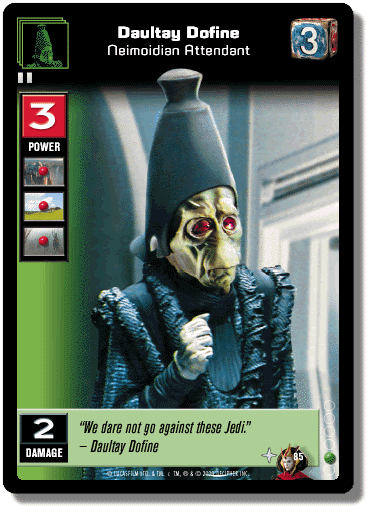 Daultay Dofine
Neimoidian Attendant
3
3
POWER
2
DAMAGE
“We dare not go against these Jedi.”
– Daultay Dofine
85